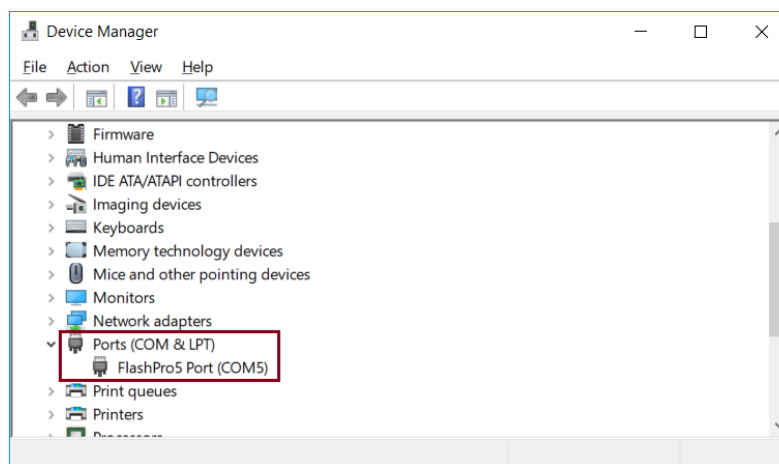 Device Manager
File Action View Help
Firmware
Human Interface Devices
IDE ATA/ATAPI controllers
Imaging devices
Keyboards
Memory technology devices
Mice and other pointing devices
Monitors
Network adapters
Ports (COM & LPT)
FlashPro5 Port (COM5)
Print queues
Printers